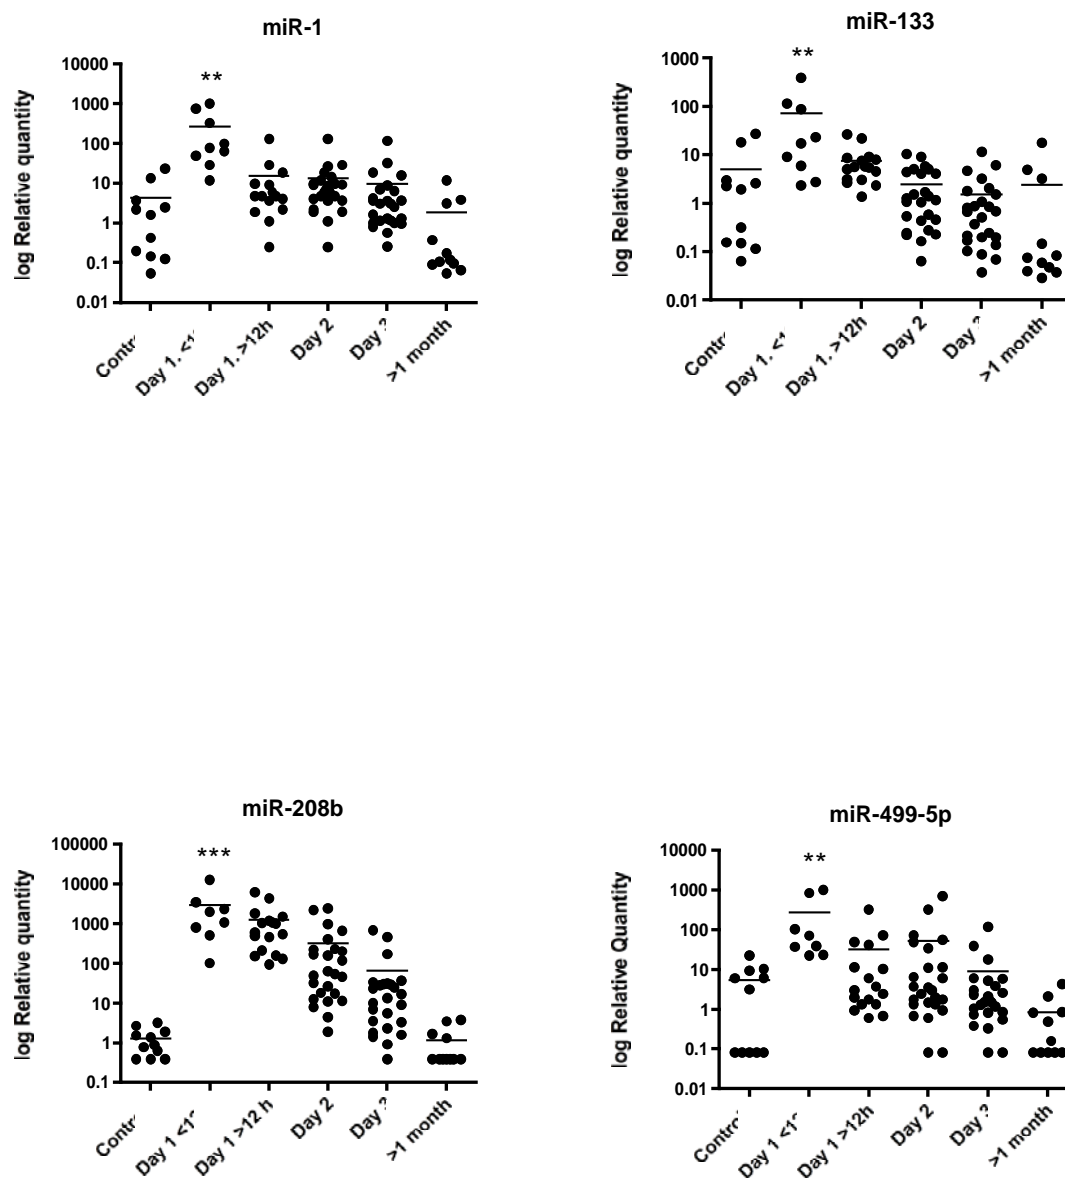 miR-1
**
log Relative quantity
10000
1000
100
10
1
0.1
0.01
Day 1. >12h
Day 2
Day
>1 month
miR-133
**
log Relative quantity
1000
100
10
1
0.1
0.01
Day 1. >12h
Day 2
Day
>1 month
miR-208b
***
log Relative Quantity
100000
10000
1000
100
10
1
0.1
Day 1 >12 h
Day 2
Day
>1 month
miR-499-5p
**
log Relative Quantity
10000
1000
100
10
1
0.1
0.01
Day 1 >12h
Day 2
Day
>1 month